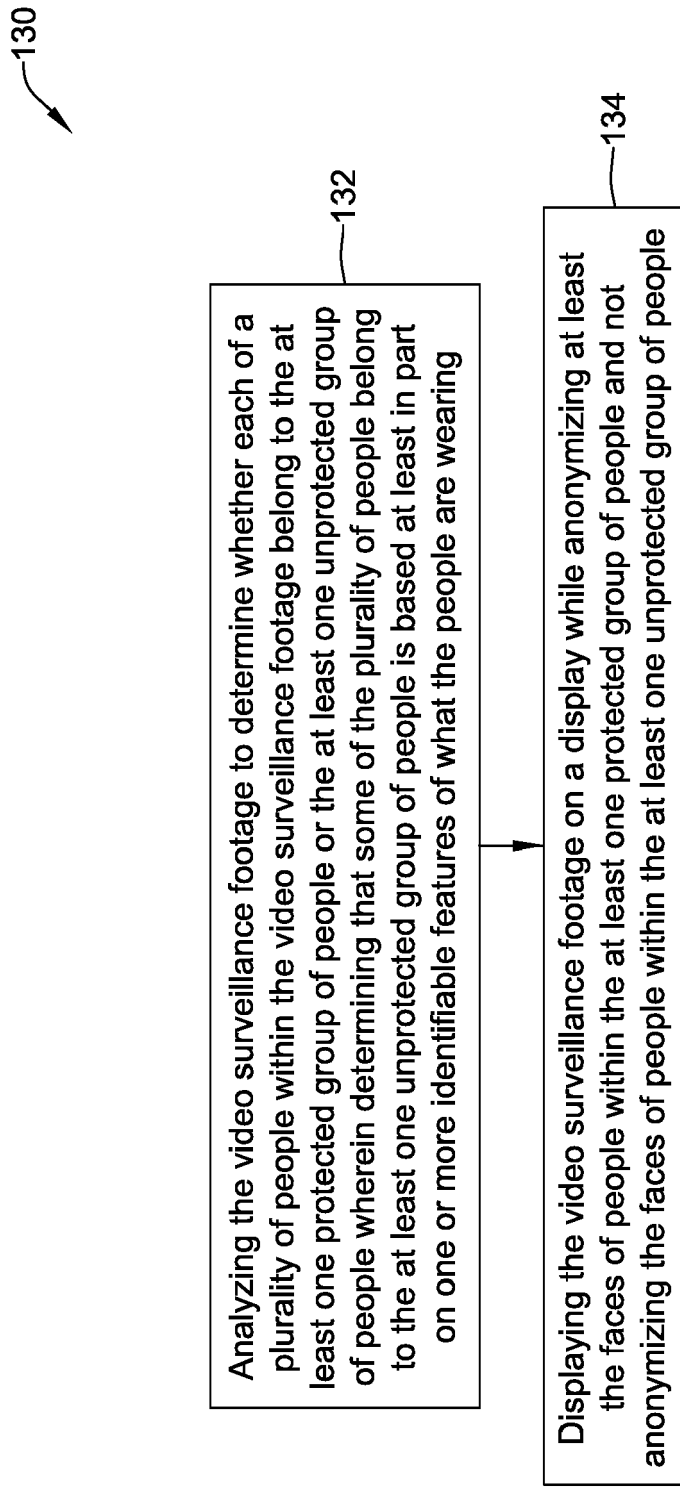 130
Analyzing the video surveillance footage to determine whether each of a
plurality of people within the video surveillance footage belong to the at
least one protected group of people or the at least one unprotected group
of people wherein determining that some of the plurality of people belong
to the at least one unprotected group of people is based at least in part
on one or more identifiable features of what the people are wearing
132
Displaying the video surveillance footage on a display while anonymizing at least
the faces of people within the at least one protected group of people and not
anonymizing the faces of people within the at least one unprotected group of people
134